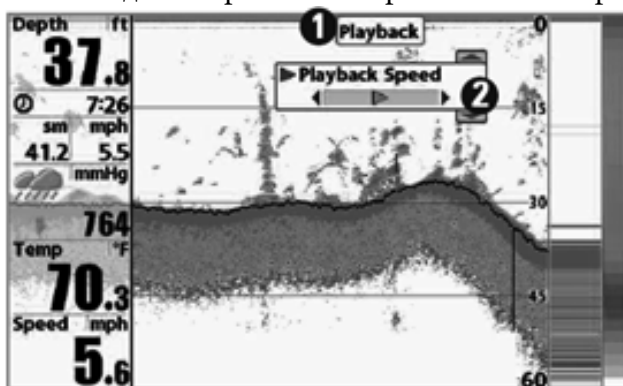 Depth ft
37.8
7:26
sm mph
41.2 5.5
mmHg
764
Temp °F
70.3
Speed mph
5.6
1 Playback
Playback Speed
2
0
15
30
45
60